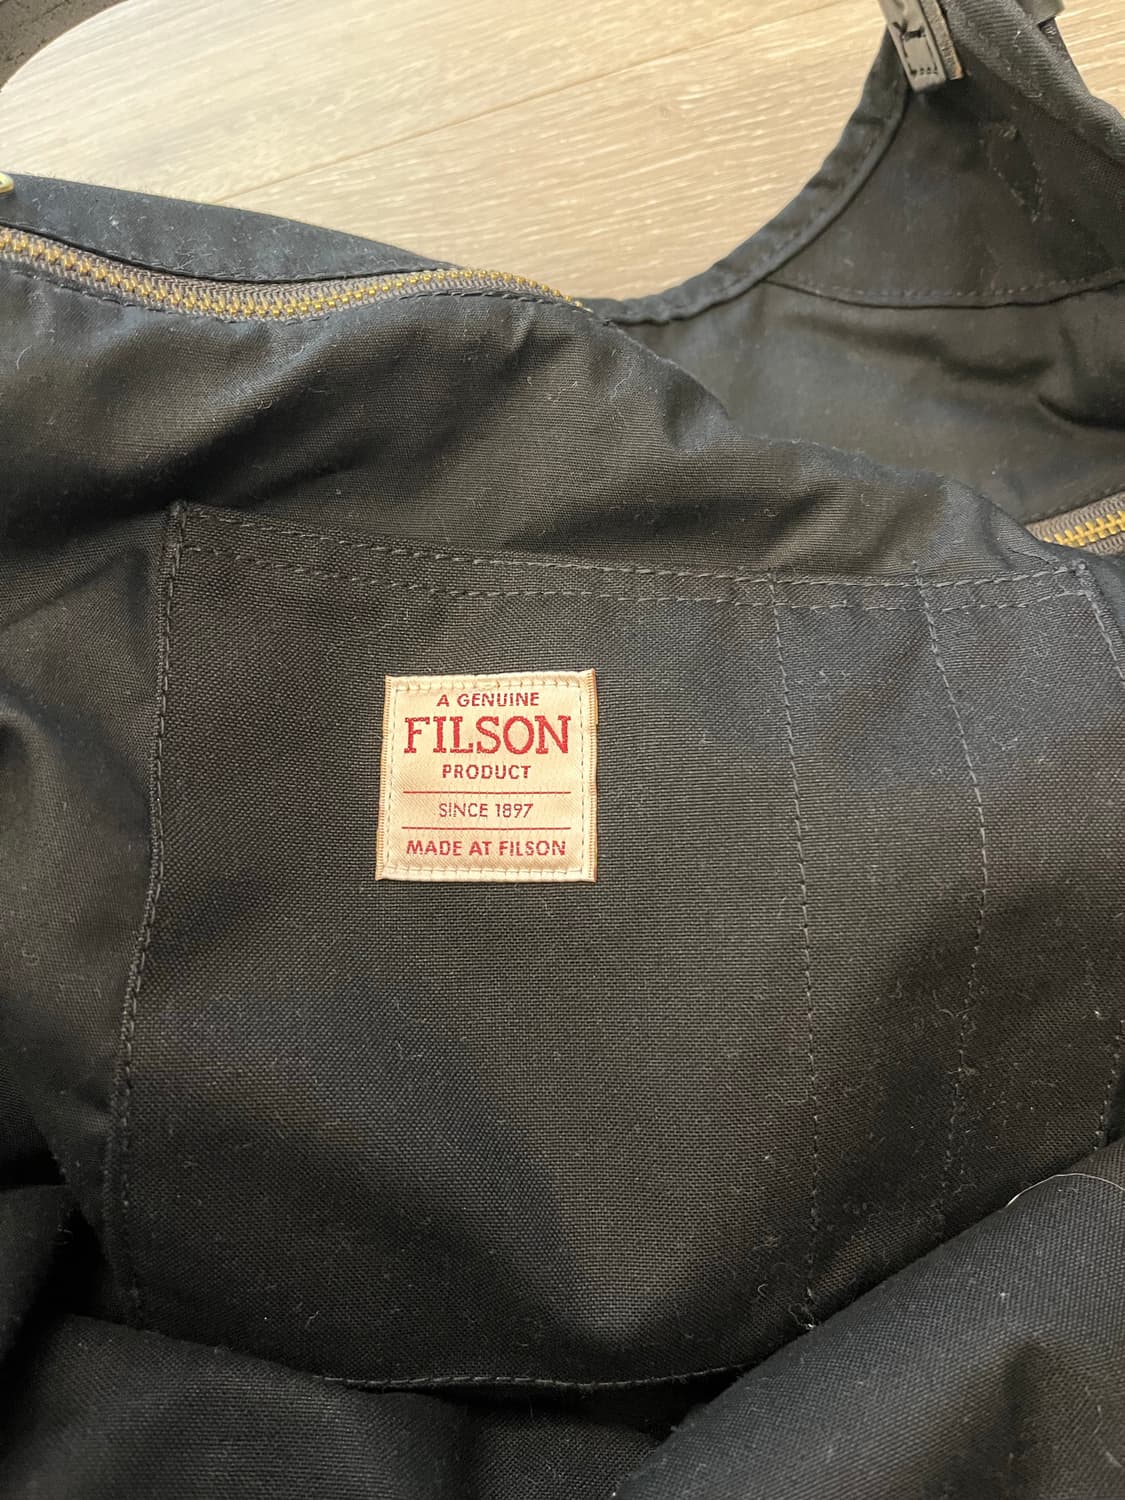 A GENUINE
FILSON
PRODUCT
SINCE 1897
MADE AT FILSON